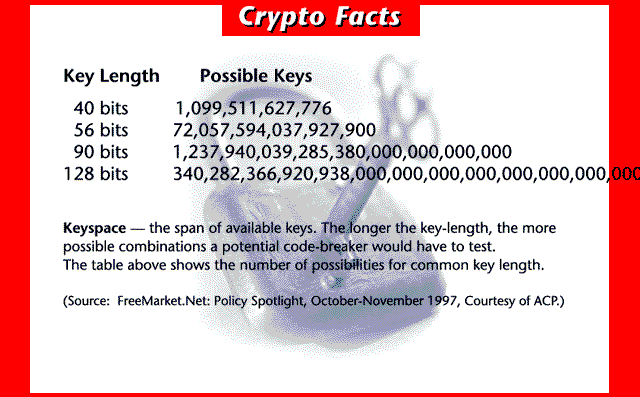 Crypto Facts
Key Length Possible Keys
40 bits 1,099,511,627,776
56 bits 72,057,594,037,927,900
90 bits 1,237,940,039,285,380,000,000,000,000
128 bits 340,282,366,920,938,000,000,000,000,000,000,000,000
Keyspace — the span of available keys. The longer the key-length, the more
possible combinations a potential code-breaker would have to test.
The table above shows the number of possibilities for common key length.
(Source: FreeMarket.Net: Policy Spotlight, October-November 1997, Courtesy of ACP.)